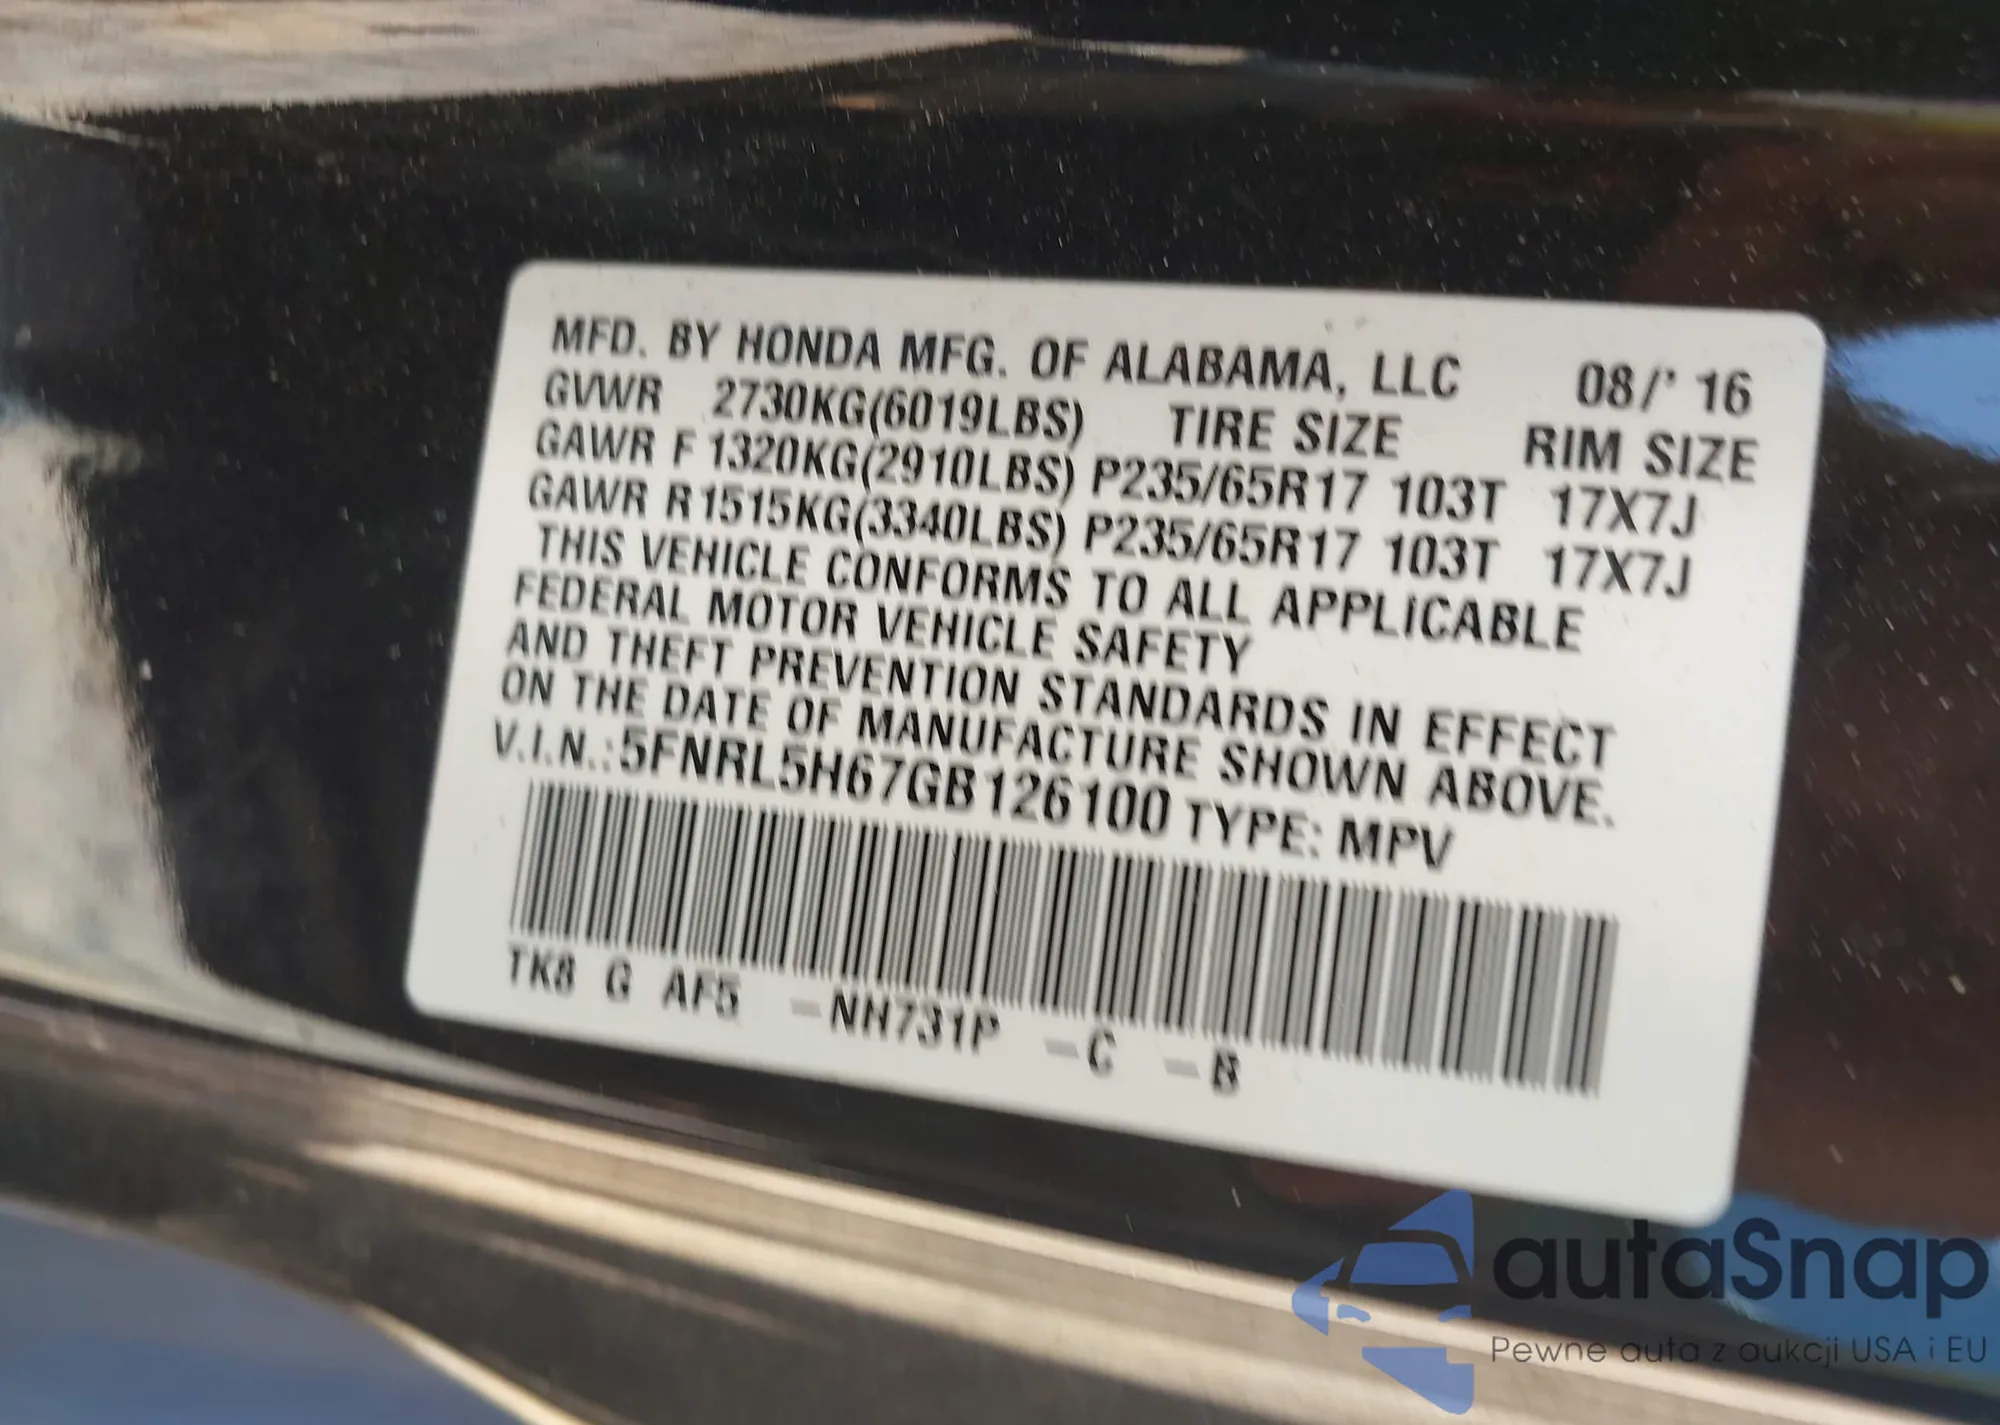 MFD. BY HONDA MFG. OF ALABAMA, LLC 08/' 16
GVWR 2730KG(6019LBS) TIRE SIZE RIM SIZE
GAWR F 1320KG(2910LBS) P235/65R17 103T 17X7J
GAWR R 1515KG(3340LBS) P235/65R17 103T 17X7J
THIS VEHICLE CONFORMS TO ALL APPLICABLE
FEDERAL MOTOR VEHICLE SAFETY
AND THEFT PREVENTION STANDARDS IN EFFECT
ON THE DATE OF MANUFACTURE SHOWN ABOVE.
V.I.N.:5FNRL5H67GB126100 TYPE: MPV
TK8 G AF5 -NH731P -C -B
autaSnap
Pewne auta z aukcji USA i EU